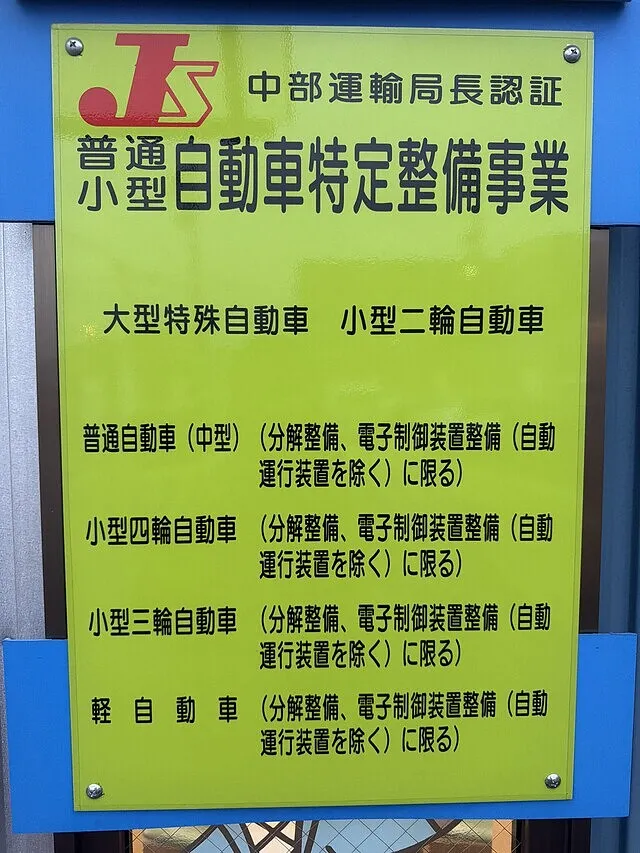 JS 中部運輸局長認証
普通
小型 自動車特定整備事業
大型特殊自動車 小型二輪自動車
普通自動車（中型）（分解整備、電子制御装置整備（自動
運行装置を除く）に限る）
小型四輪自動車 （分解整備、電子制御装置整備（自動
運行装置を除く）に限る）
小型三輪自動車 （分解整備、電子制御装置整備（自動
運行装置を除く）に限る）
軽自動車 （分解整備、電子制御装置整備（自動
運行装置を除く）に限る）